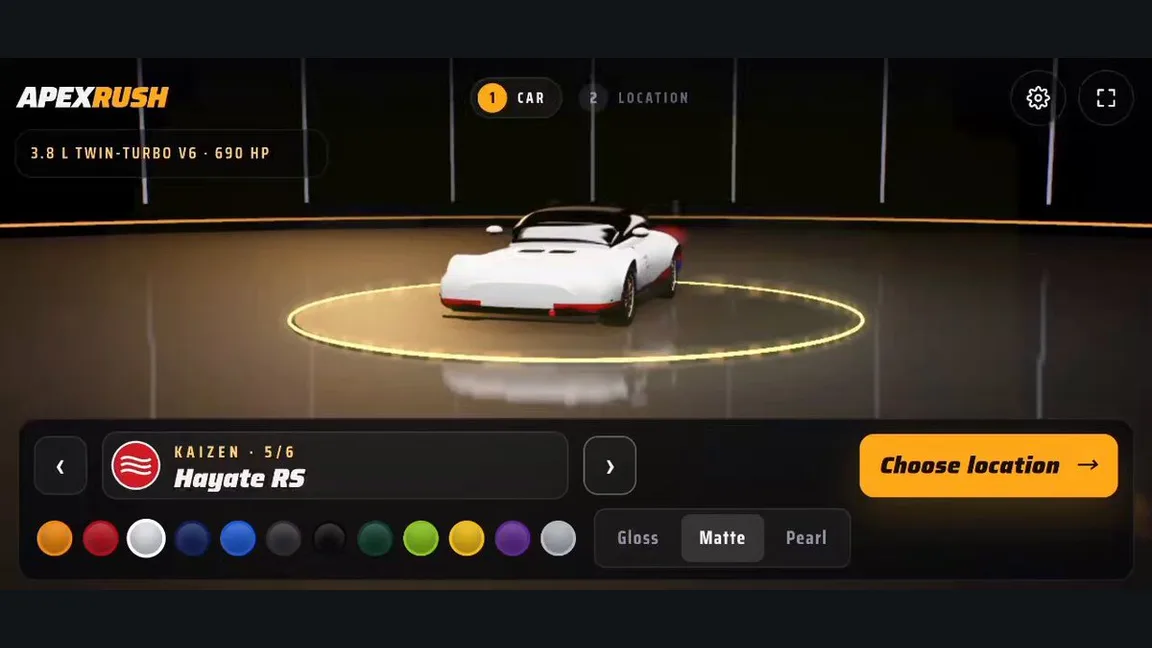 APEXRUSH
1 CAR
2 LOCATION
3.8 L TWIN-TURBO V6 · 690 HP
KAIZEN · 5/6
Hayate RS
Choose location →
Gloss
Matte
Pearl